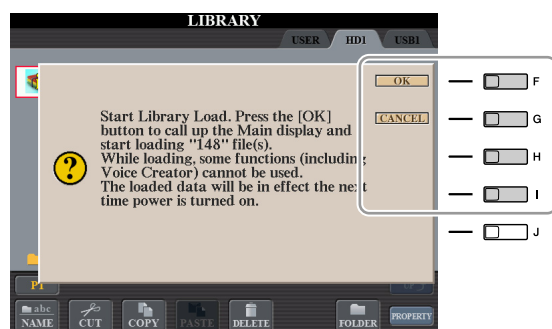 LIBRARY
USER HD1 USB1
OK F
CANCEL G
H
I
J
Start Library Load. Press the [OK]
button to call up the Main display and
start loading "148" file(s).
While loading, some functions (including
Voice Creator) cannot be used.
The loaded data will be in effect the next
time power is turned on.
?
P1 UP
abc
NAME CUT COPY PASTE DELETE FOLDER PROPERTY